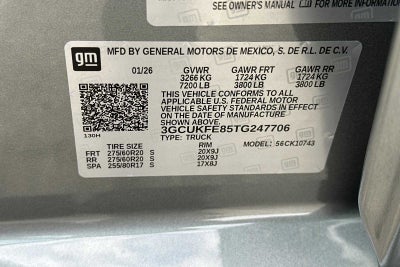 SEE OWNER'S MANUAL FOR MORE INFORMATION
gm
MFD BY GENERAL MOTORS DE MEXICO, S. DE R.L. DE C.V.
01/26 GVWR GAWR FRT GAWR RR
3266 KG 1724 KG 1724 KG
7200 LB 3800 LB 3800 LB
THIS VEHICLE CONFORMS TO ALL
APPLICABLE U.S. FEDERAL MOTOR
VEHICLE SAFETY STANDARDS IN EFFECT
ON THE DATE OF MANUFACTURE
SHOWN ABOVE.
3GCUKFE85TG247706
130H
TYPE: TRUCK
MODEL: 56CK10743
TIRE SIZE RIM
FRT 275/60R20 S 20X9J
RR 275/60R20 S 20X9J
SPA 255/80R17 S 17X8J